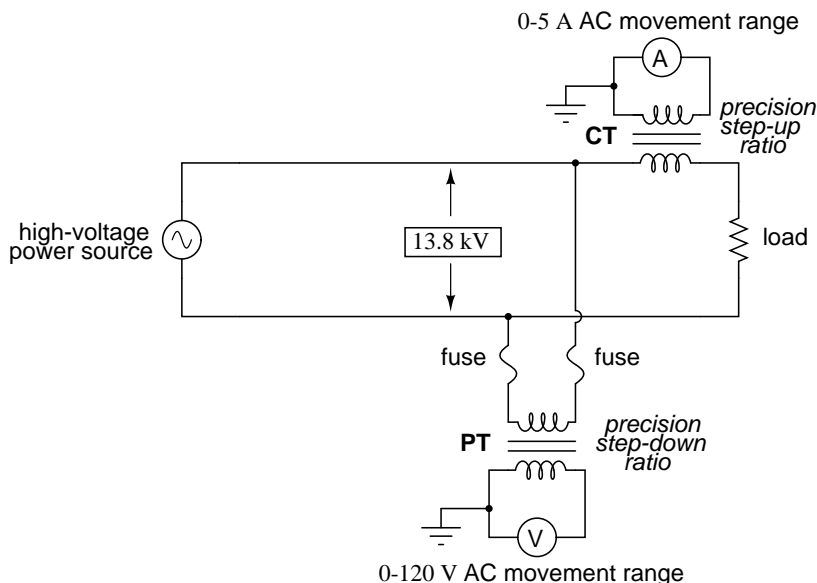 0-5 A AC movement range
A
precision
step-up
ratio
CT
high-voltage
power source
13.8 kV
load
fuse
fuse
PT
precision
step-down
ratio
V
0-120 V AC movement range